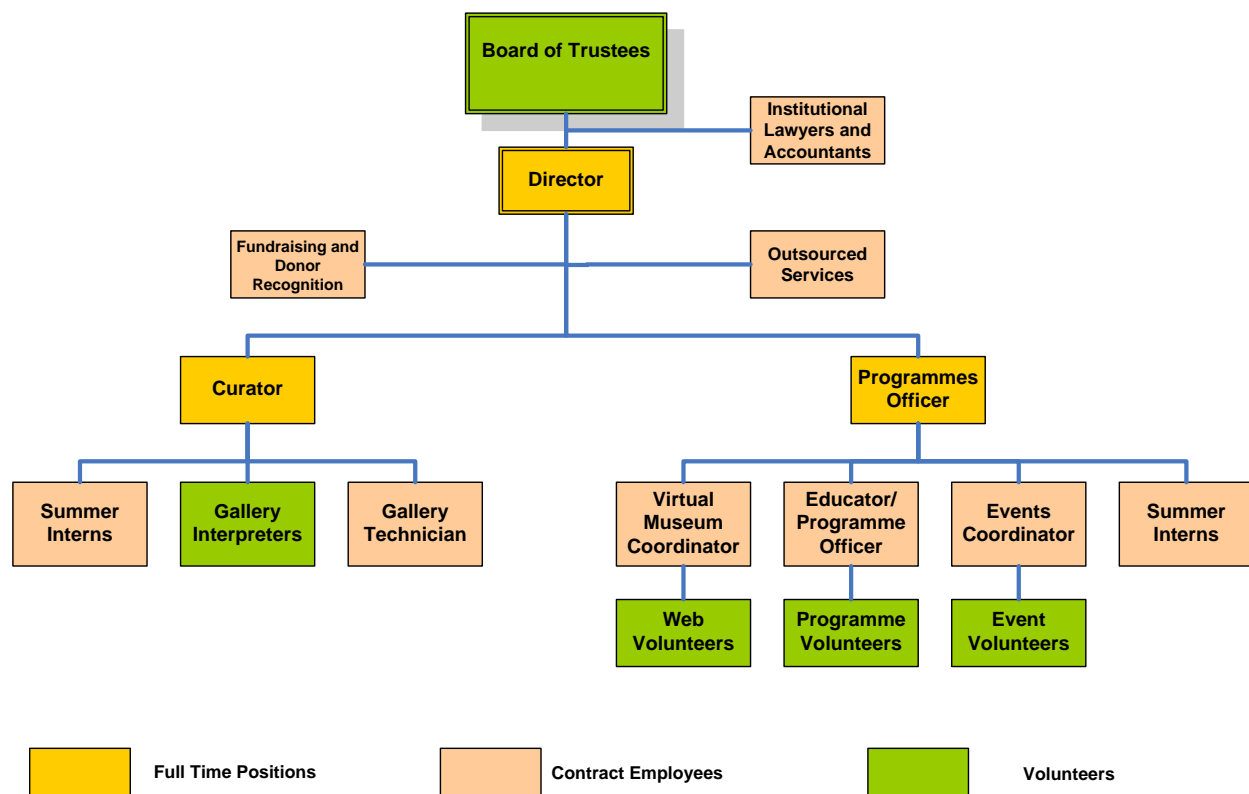 Board of Trustees
Institutional
Lawyers and
Accountants
Director
Fundraising and
Donor
Recognition
Outsourced
Services
Curator
Programmes
Officer
Summer
Interns
Gallery
Interpreters
Gallery
Technician
Virtual
Museum
Coordinator
Educator/
Programme
Officer
Events
Coordinator
Summer
Interns
Web
Volunteers
Programme
Volunteers
Event
Volunteers
Full Time Positions
Contract Employees
Volunteers